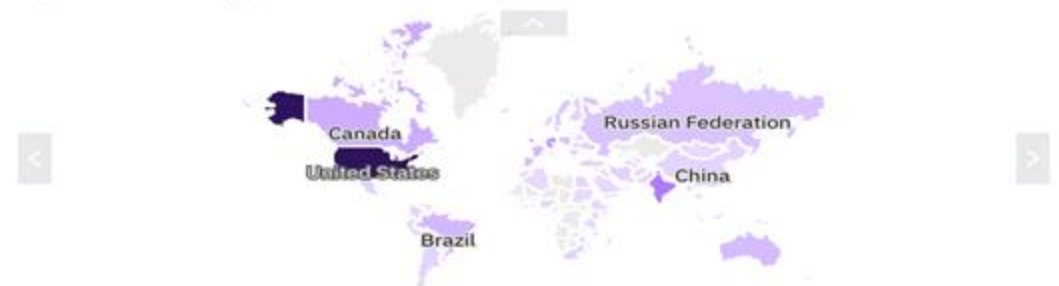 Russian Federation
Canada
United States
China
Brazil